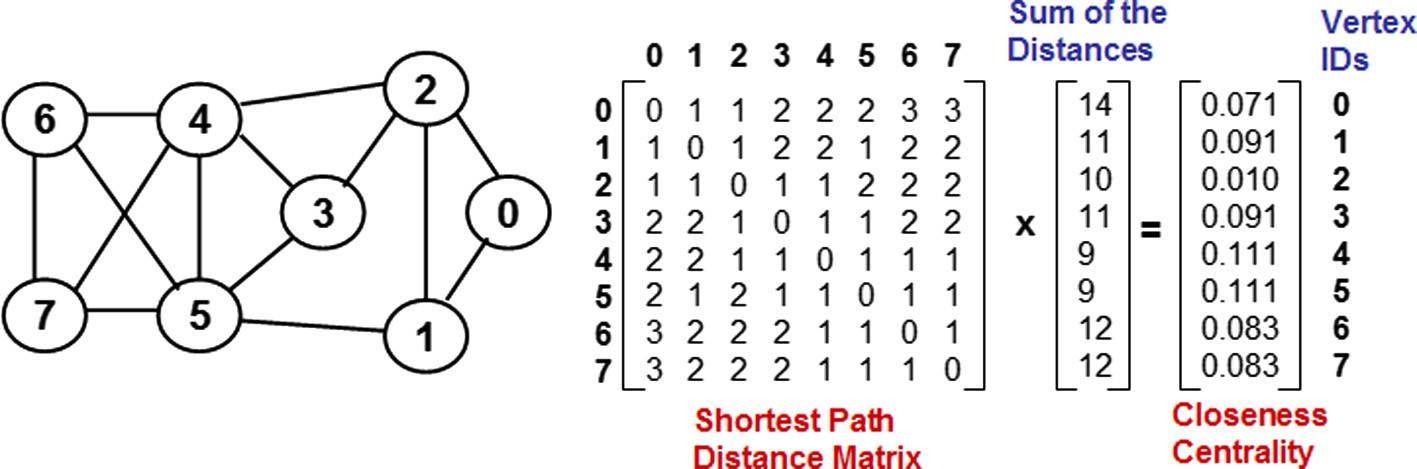 Sum of the
Distances
Vertex
IDs
0 1 2 3 4 5 6 7
0 0 1 1 2 2 2 3 3 14 0.071 0
1 1 0 1 2 2 1 2 2 11 0.091 1
2 1 1 0 1 1 2 2 2 10 0.010 2
3 2 2 1 0 1 1 2 2 x 11 = 0.091 3
4 2 2 1 1 0 1 1 1 9 0.111 4
5 2 1 2 1 1 0 1 1 9 0.111 5
6 3 2 2 2 1 1 0 1 12 0.083 6
7 3 2 2 2 1 1 1 0 12 0.083 7
Shortest Path
Distance Matrix
Closeness
Centrality
2
6 4
3 0
7 5
1